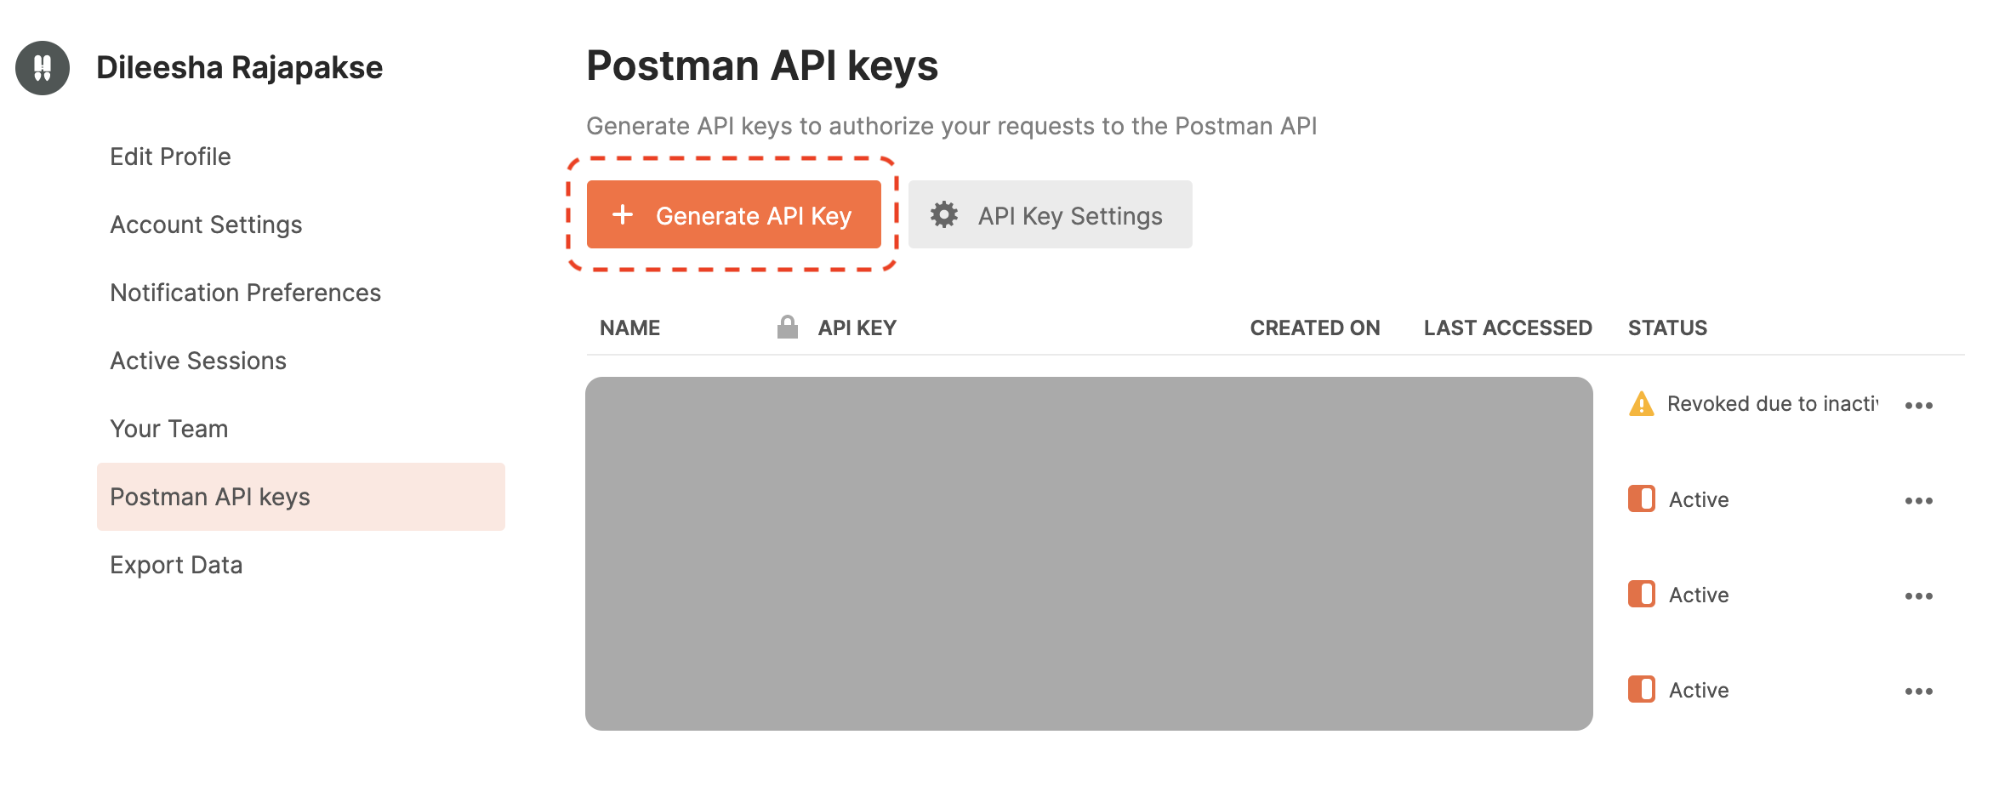 Dileesha Rajapakse
Edit Profile
Account Settings
Notification Preferences
Active Sessions
Your Team
Postman API keys
Export Data
Postman API keys
Generate API keys to authorize your requests to the Postman API
+ Generate API Key
API Key Settings
NAME API KEY CREATED ON LAST ACCESSED STATUS
Revoked due to
Active
Active
Active